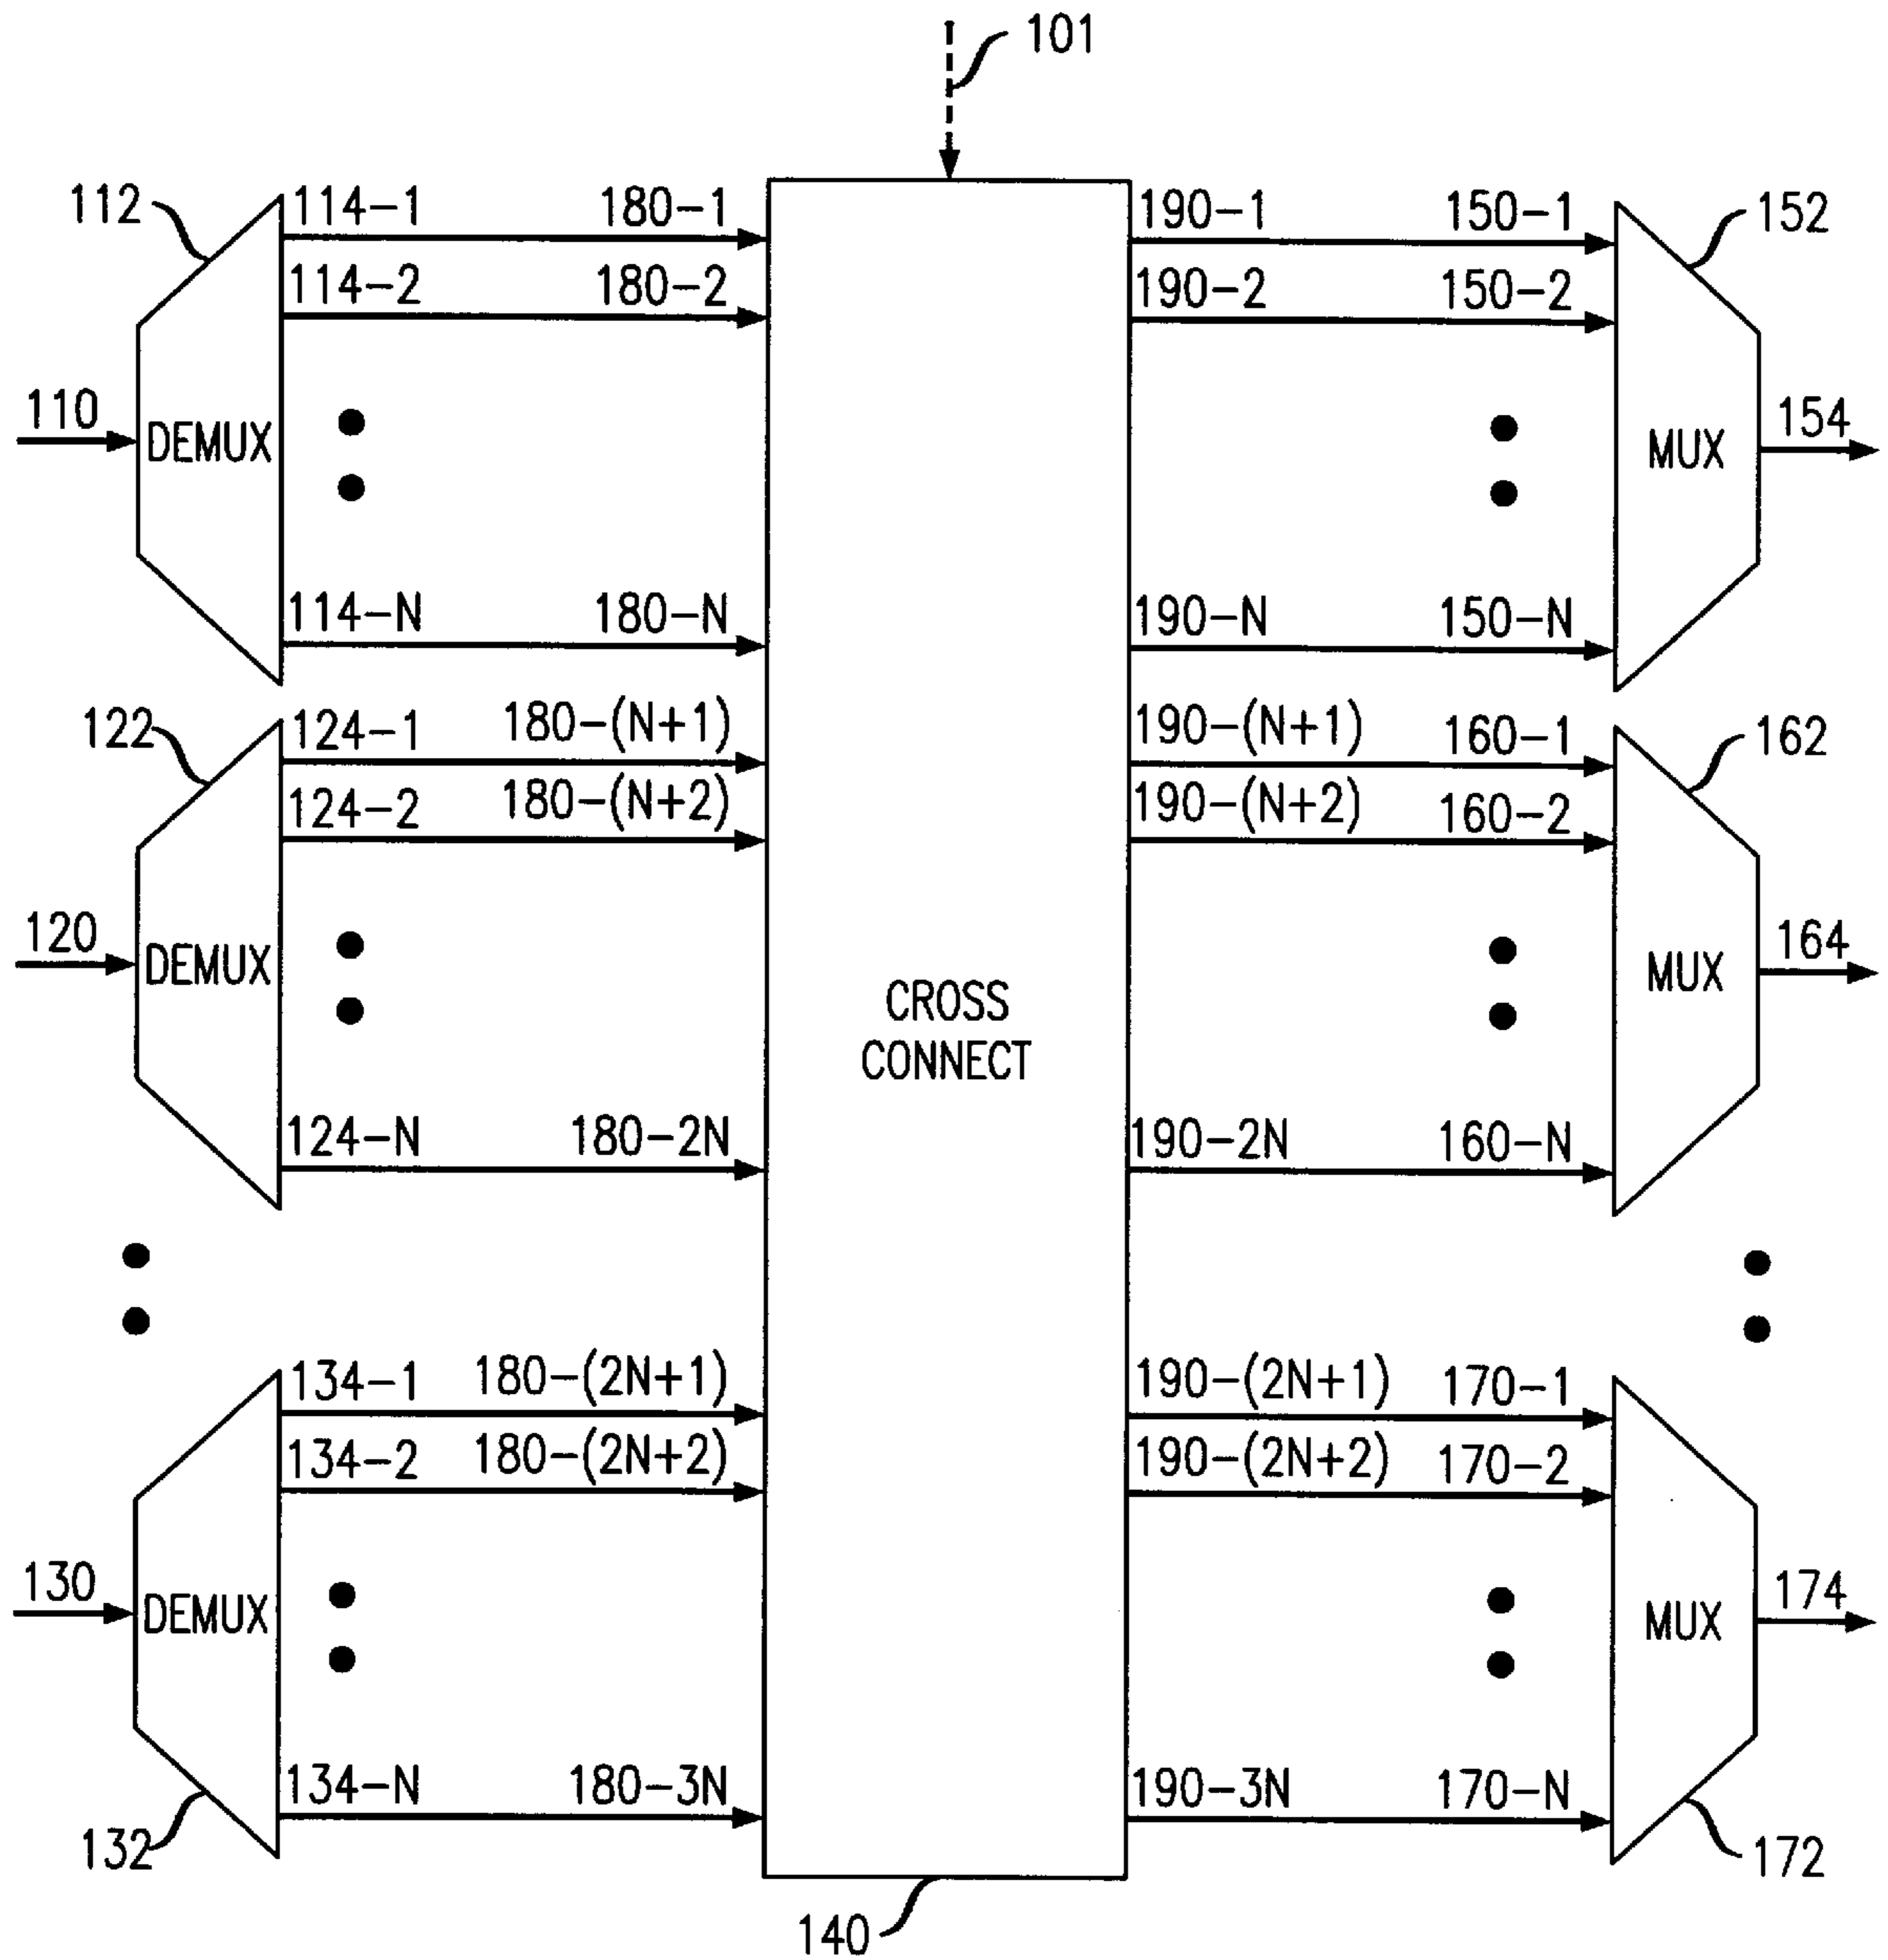 101
112
114-1
180-1
190-1
150-1
152
114-2
180-2
190-2
150-2
110
DEMUX
MUX
154
114-N
180-N
190-N
150-N
122
124-1
180-(N+1)
190-(N+1)
160-1
162
124-2
180-(N+2)
190-(N+2)
160-2
120
DEMUX
CROSS
CONNECT
MUX
164
124-N
180-2N
190-2N
160-N
134-1
180-(2N+1)
190-(2N+1)
170-1
134-2
180-(2N+2)
190-(2N+2)
170-2
130
DEMUX
MUX
174
134-N
180-3N
190-3N
170-N
132
172
140